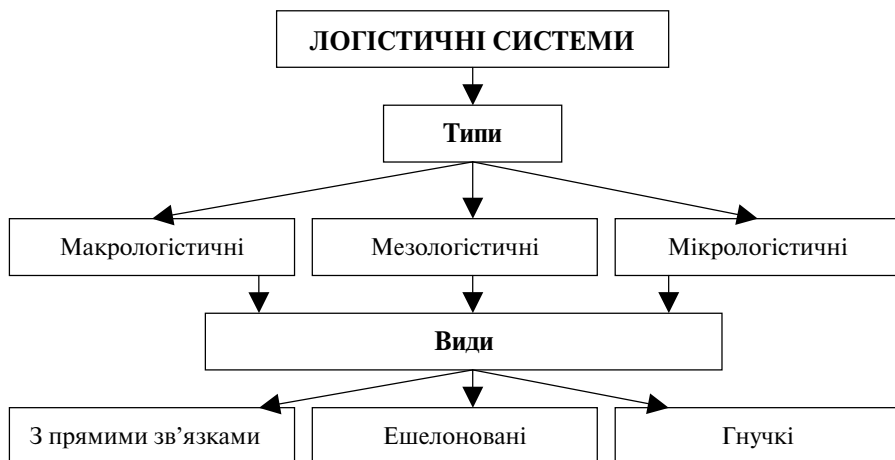 ЛОГІСТИЧНІ СИСТЕМИ
Типи
Макрологістичні
Мезологістичні
Мікрологістичні
Види
З прямими зв'язками
Ешелоновані
Гнучкі